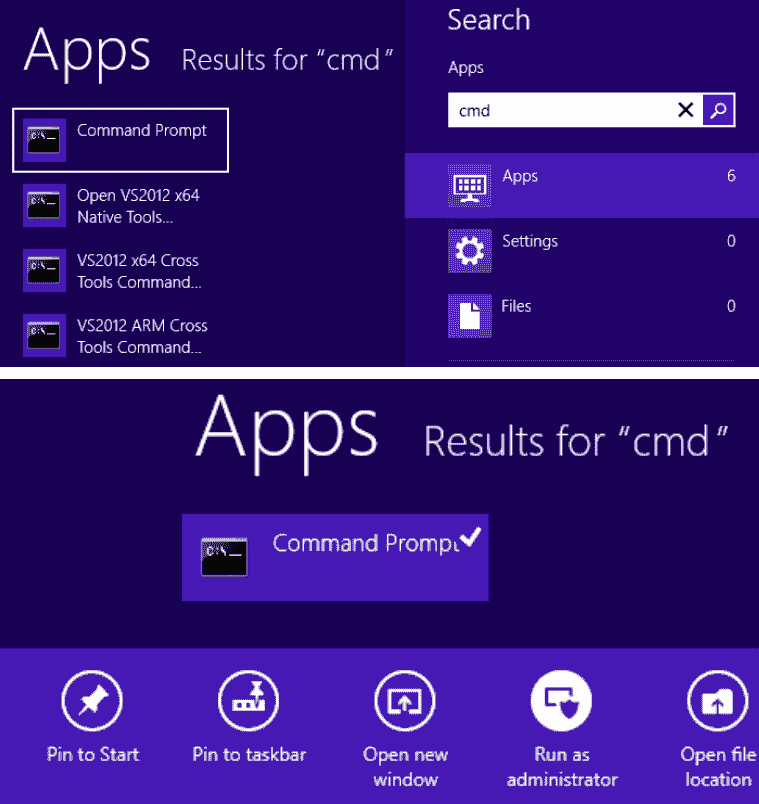 Apps Results for “cmd”
Command Prompt
Open VS2012 x64
Native Tools...
VS2012 x64 Cross
Tools Command...
VS2012 ARM Cross
Tools Command...
Search
Apps
cmd
Apps 6
Settings 0
Files 0
Apps Results for “cmd”
C:\_ Command Prompt
Pin to Start
Pin to taskbar
Open new
window
Run as
administrator
Open file
location